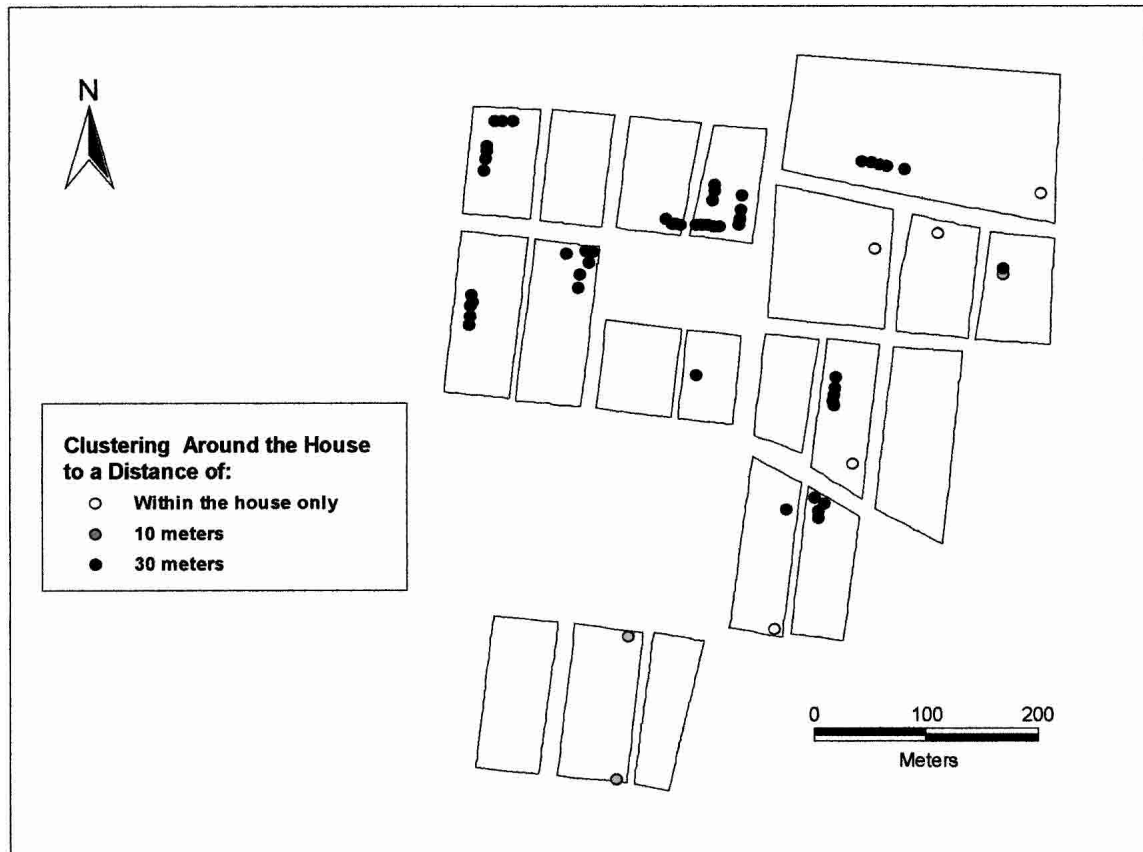 N
Clustering Around the House
to a Distance of:
Within the house only
10 meters
30 meters
0 100 200
Meters